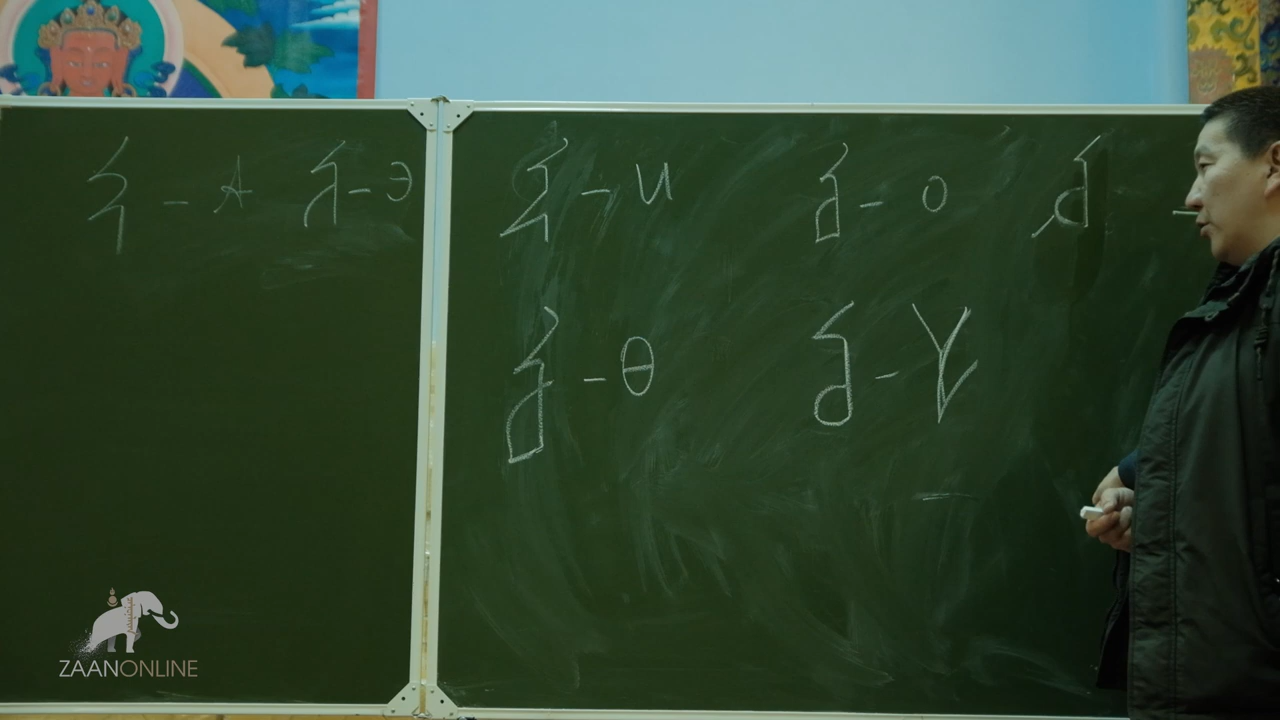 ᠠ – А ᡄ – Э ᡅ – И ᡆ – О ᡇ –
ᡈ – Ө ᡉ – Ү
ZAANONLINE